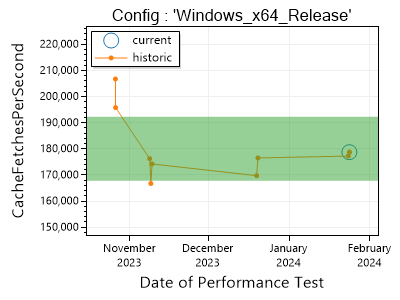 Config : 'Windows_x64_Release'
current
historic
CacheFetchesPerSecond
220,000
210,000
200,000
190,000
180,000
170,000
160,000
150,000
November
2023
December
2023
January
2024
February
2024
Date of Performance Test